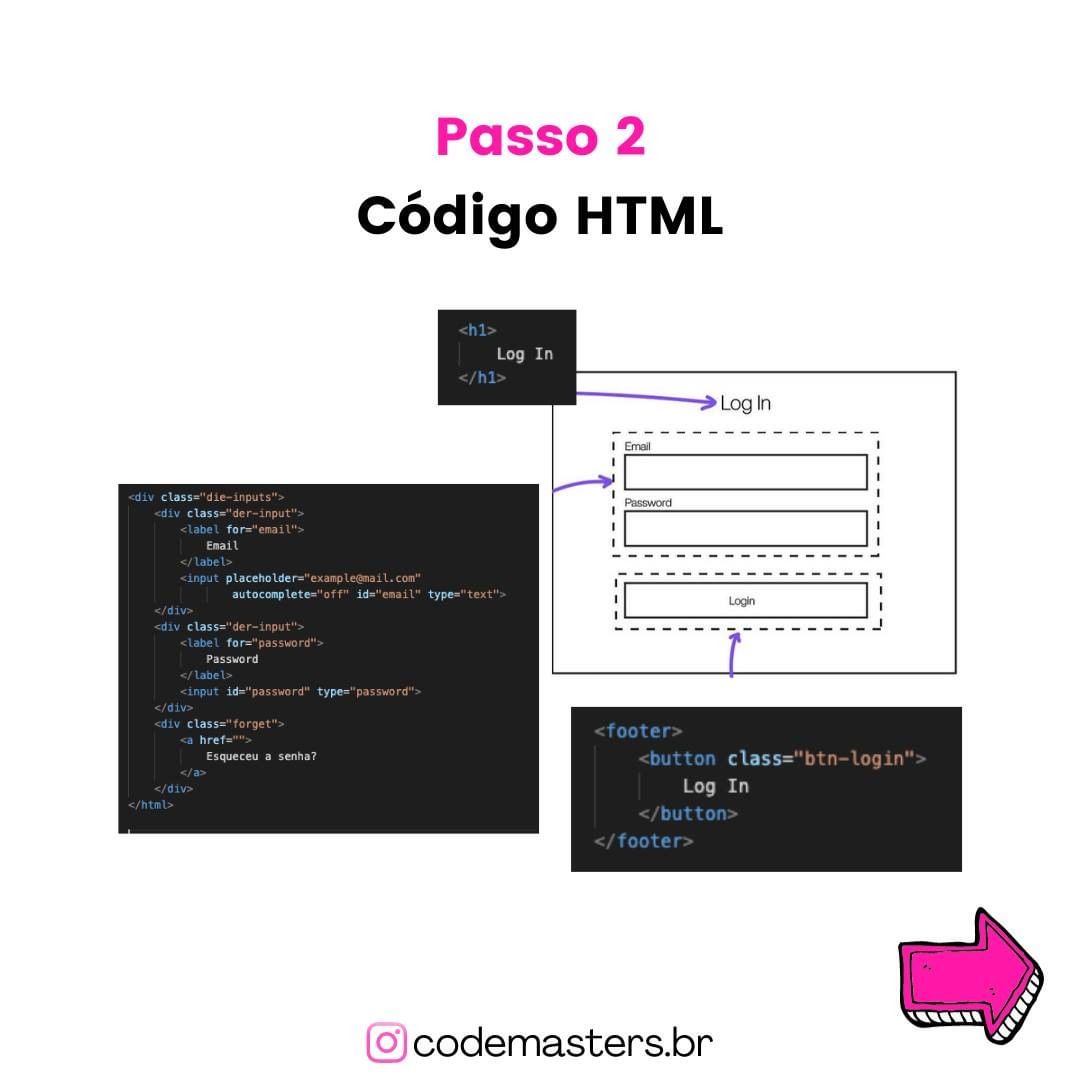 Passo 2
Código HTML
<h1>
Log In
</h1>
Log In
Email
Password
Login
<div class="die-inputs">
<div class="der-input">
<label for="email">
Email
</label>
<input placeholder="example@mail.com"
autocomplete="off" id="email" type="text">
</div>
<div class="der-input">
<label for="password">
Password
</label>
<input id="password" type="password">
</div>
<div class="forget">
<a href="">
Esqueceu a senha?
</a>
</div>
</html>
<footer>
<button class="btn-login">
Log In
</button>
</footer>
codemasters.br